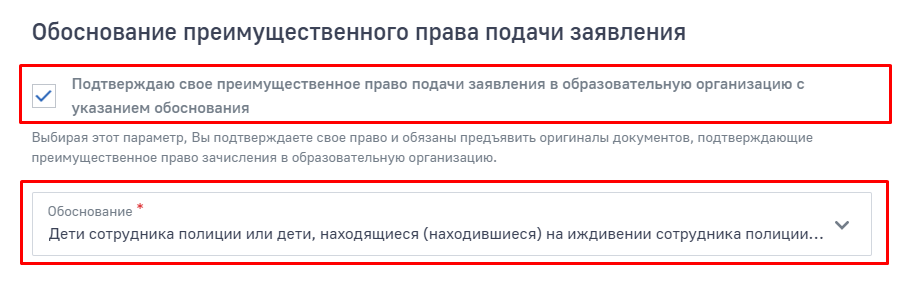 Обоснование преимущественного права подачи заявления
Подтверждаю свое преимущественное право подачи заявления в образовательную организацию с
указанием обоснования
Выбирая этот параметр, Вы подтверждаете свое право и обязаны предъявить оригиналы документов, подтверждающие
преимущественное право зачисления в образовательную организацию.
Обоснование *
Дети сотрудника полиции или дети, находящиеся (находившиеся) на иждивении сотрудника полиции...